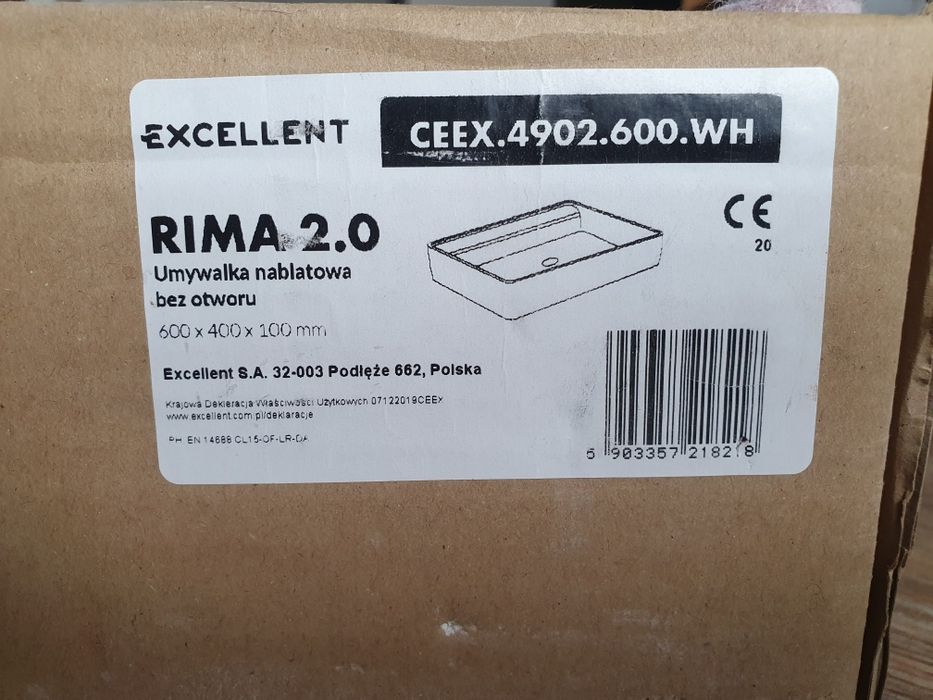 EXCELLENT
CEEX.4902.600.WH
RIMA 2.0
Umywalka nablatowa
bez otworu
600 x 400 x 100 mm
CE
20
Excellent S.A. 32-003 Podłęże 662, Polska
Krajowa Deklaracja Właściwości Użytkowych 07122019CEEX
www.excellent.com.pl/deklaracje
PH EN 14688 CL15-OF-LR-DA
5 903357 218218